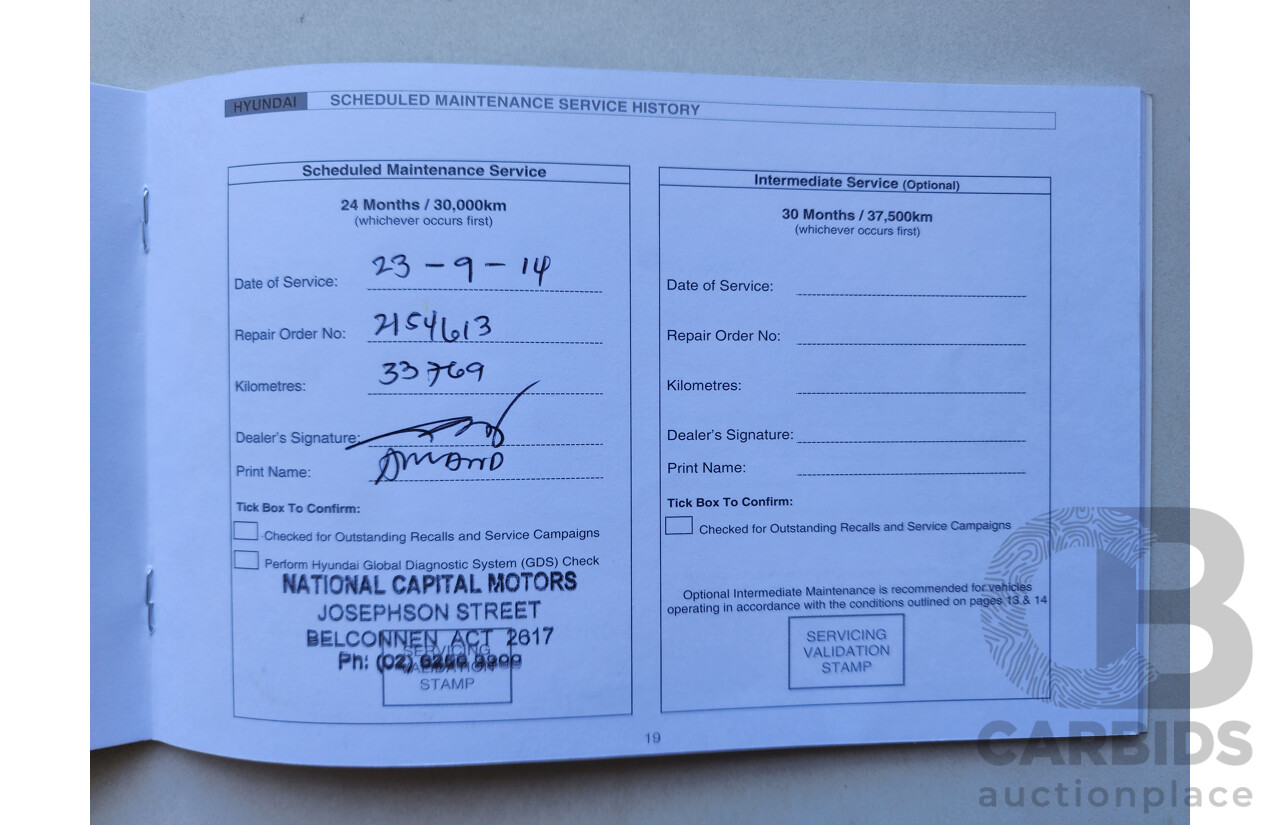 HYUNDAI SCHEDULED MAINTENANCE SERVICE HISTORY
Scheduled Maintenance Service
24 Months / 30,000km
(whichever occurs first)
Date of Service: 23-9-14
Repair Order No: 2154613
Kilometres: 33769
Dealer's Signature:
Print Name:
Tick Box To Confirm:
Checked for Outstanding Recalls and Service Campaigns
Perform Hyundai Global Diagnostic System (GDS) Check
NATIONAL CAPITAL MOTORS
JOSEPHSON STREET
BELCONNEN ACT 2617
Ph: (02)
SERVICING
VALIDATION
STAMP
Intermediate Service (Optional)
30 Months / 37,500km
(whichever occurs first)
Date of Service:
Repair Order No:
Kilometres:
Dealer's Signature:
Print Name:
Tick Box To Confirm:
Checked for Outstanding Recalls and Service Campaigns
Optional Intermediate Maintenance is recommended for vehicles
operating in accordance with the conditions outlined on pages 13 & 14
SERVICING
VALIDATION
STAMP
19
CARBIDS
auctionplace